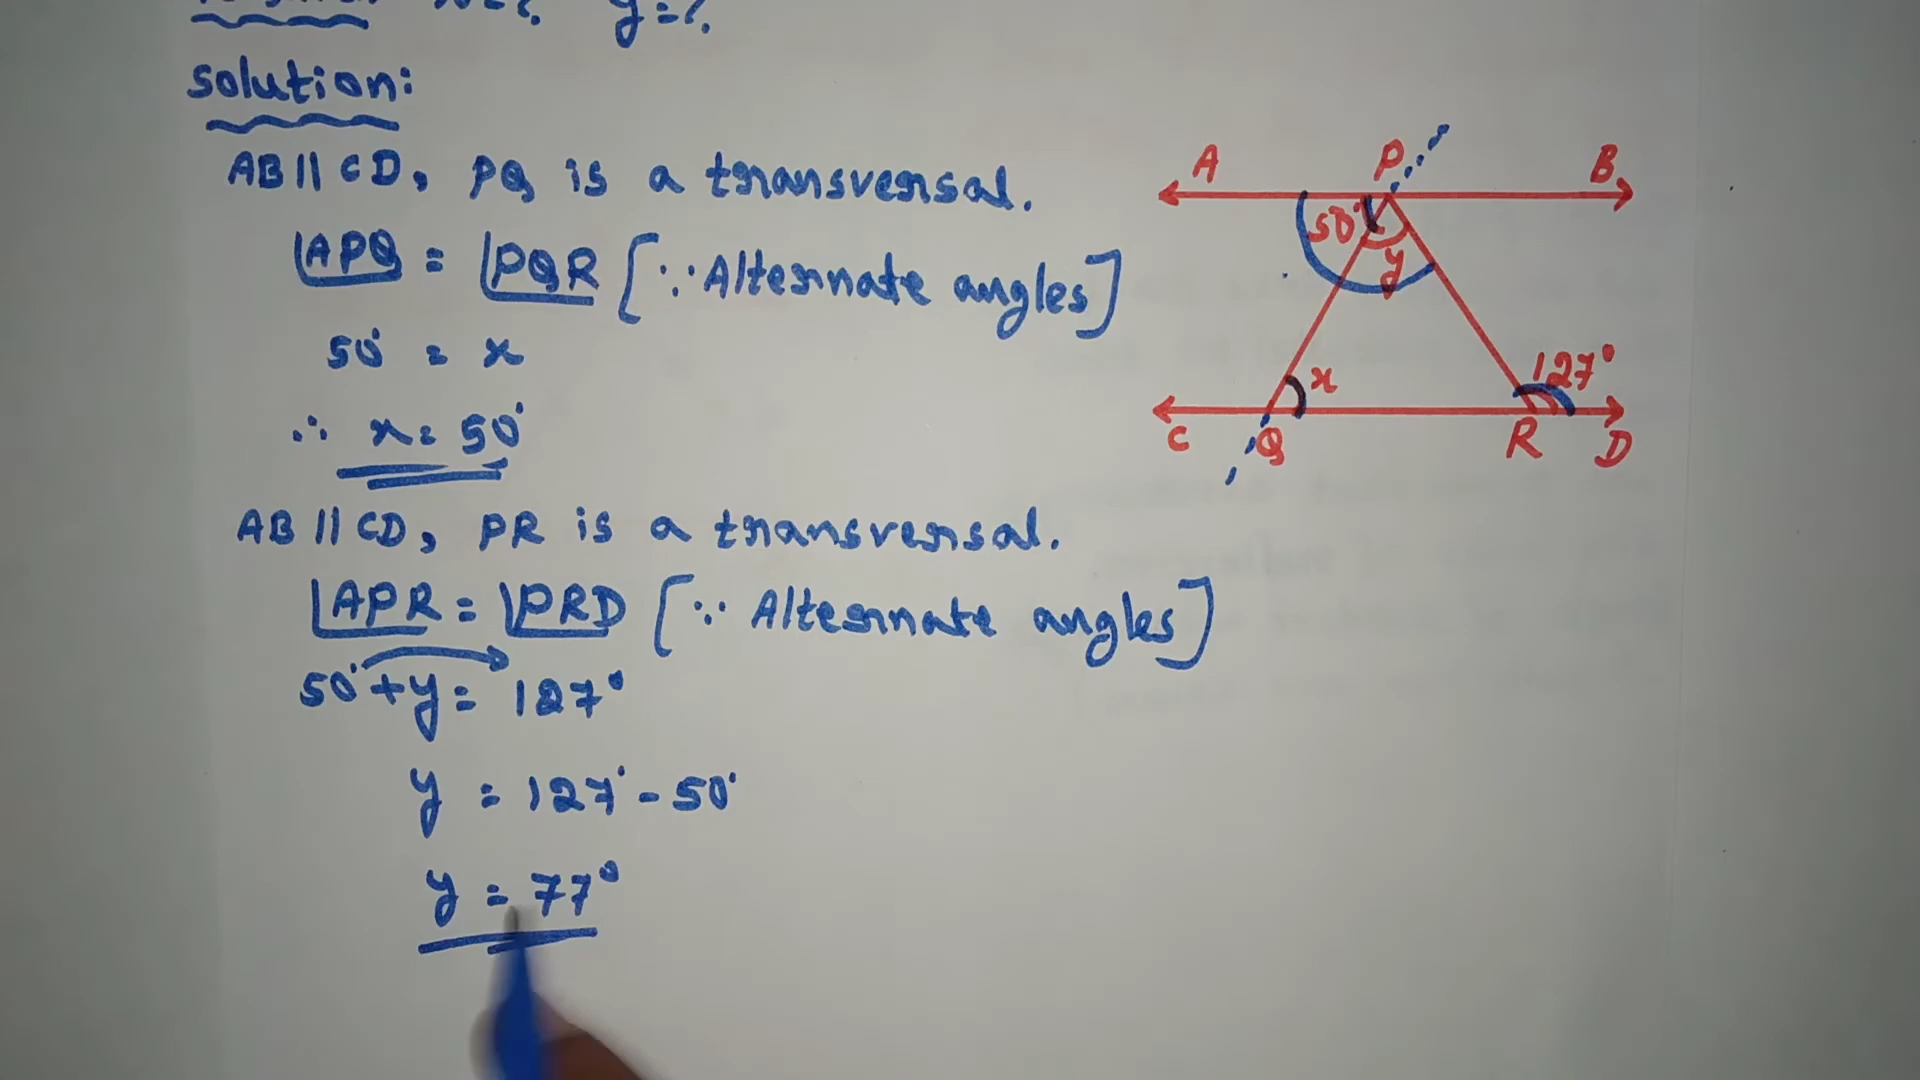 x=?. y=?.
Solution:
AB || CD, PQ is a transversal.
∠APQ = ∠PQR [∵ Alternate angles]
50° = x
∴ x = 50°
AB || CD, PR is a transversal.
∠APR = ∠PRD [∵ Alternate angles]
50° + y = 127°
y = 127° - 50°
y = 77°
A P B
50° y
x 127°
C Q R D